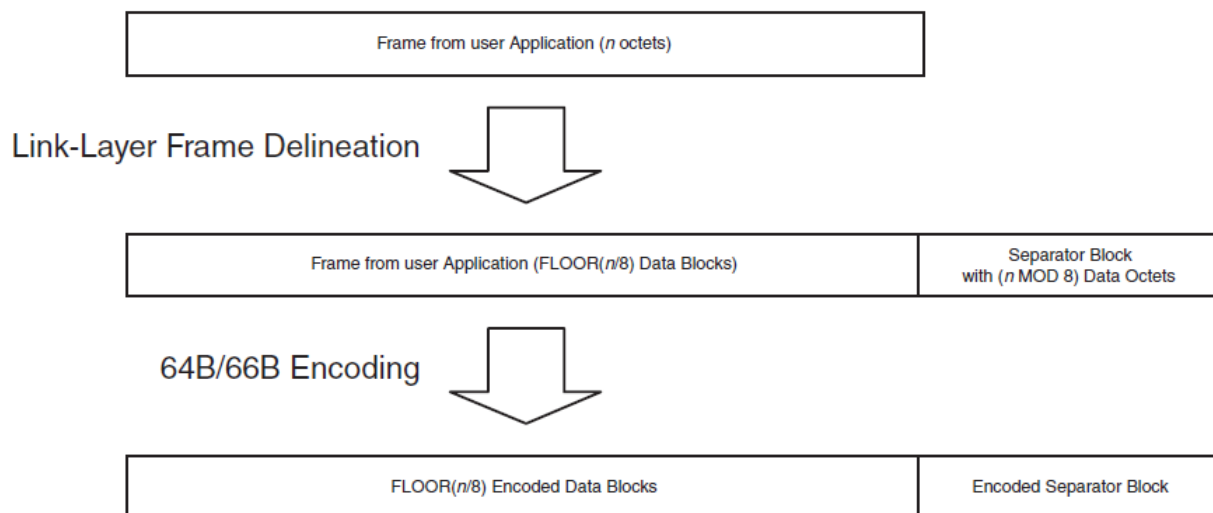 Frame from user Application (n octets)
Link-Layer Frame Delineation
Frame from user Application (FLOOR(n/8) Data Blocks)
Separator Block
with (n MOD 8) Data Octets
64B/66B Encoding
FLOOR(n/8) Encoded Data Blocks
Encoded Separator Block